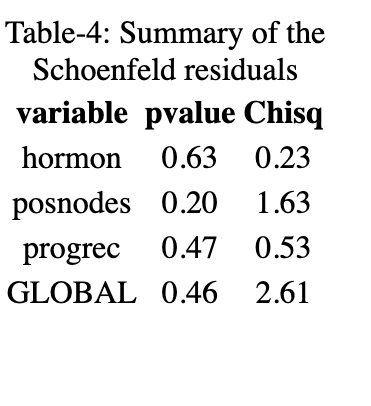 Table-4: Summary of the
Schoenfeld residuals
variable pvalue Chisq
hormon 0.63 0.23
posnodes 0.20 1.63
progrec 0.47 0.53
GLOBAL 0.46 2.61